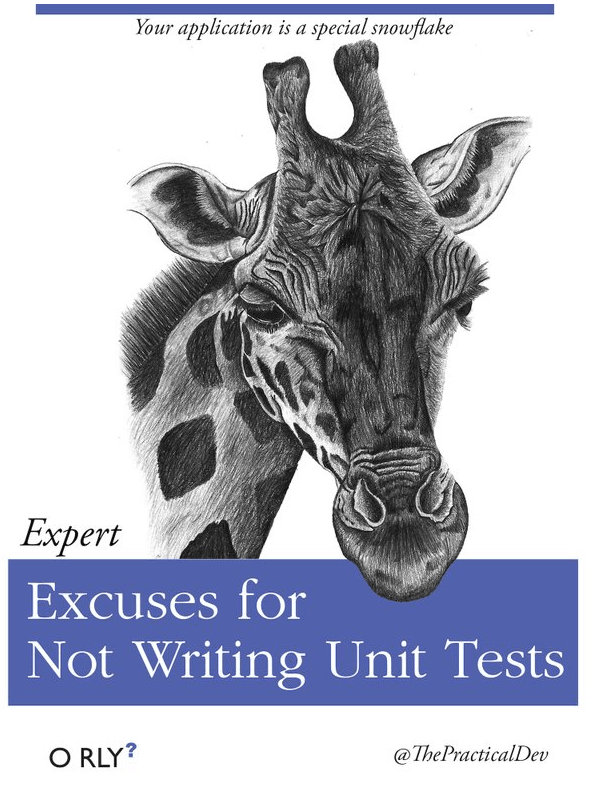 Your application is a special snowflake
Expert
Excuses for
Not Writing Unit Tests
O RLY?
@ThePracticalDev